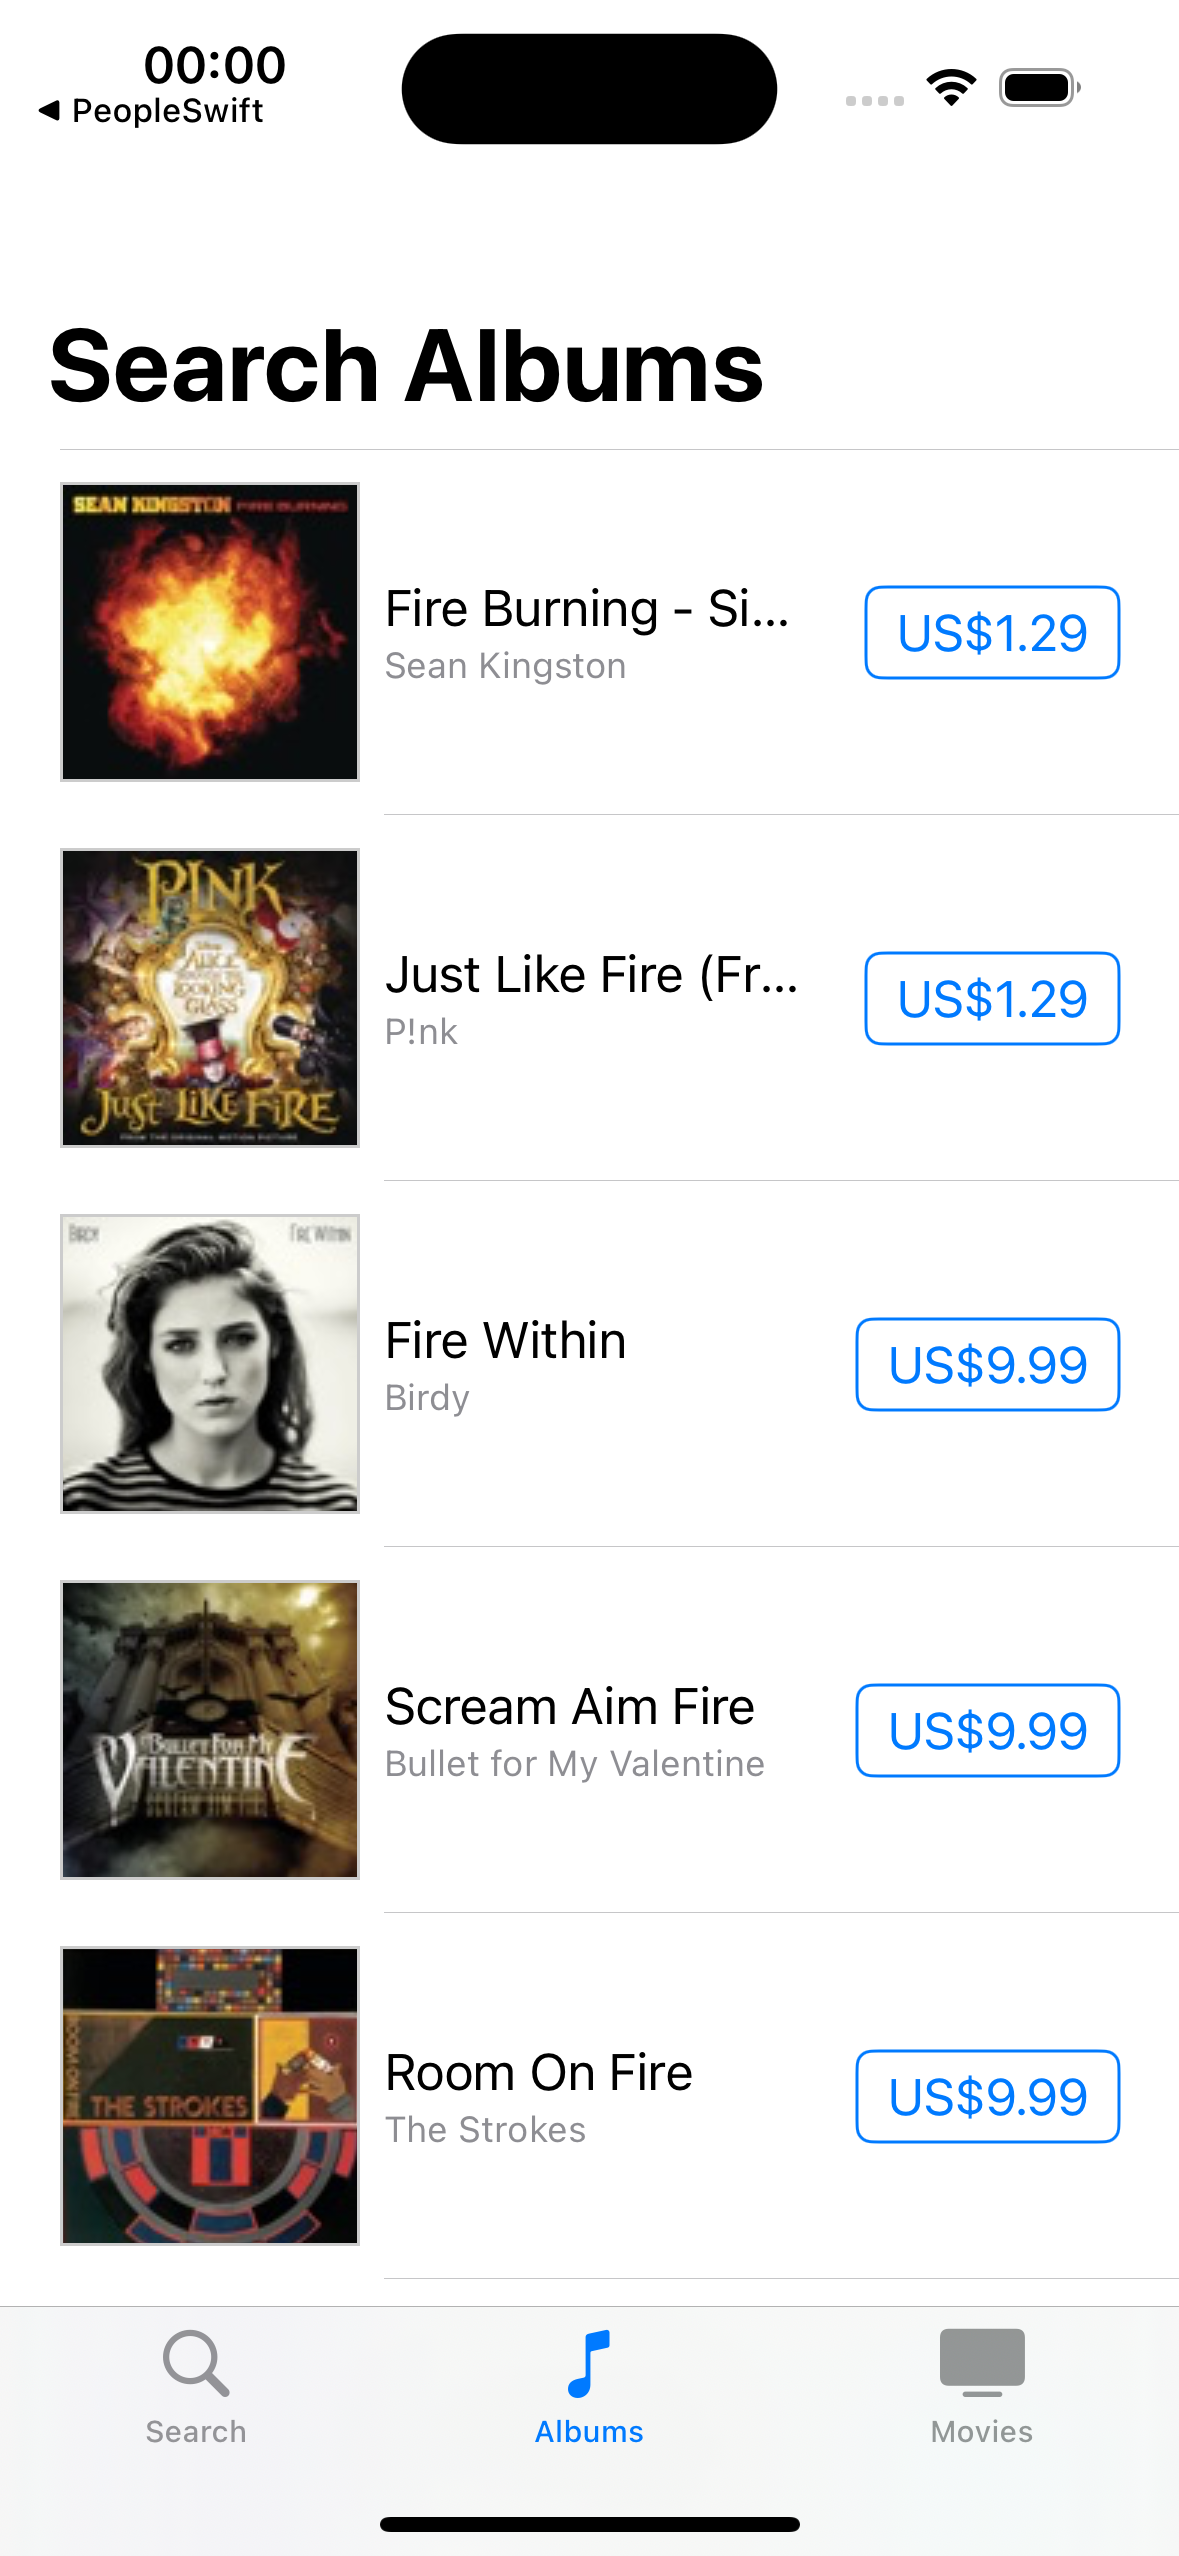 00:00
PeopleSwift
Search Albums
SEAN KINGSTON FIRE BURNING
Fire Burning - Si...
Sean Kingston
US$1.29
P!NK
ALICE
LOOKING
GLASS
JUST LIKE FIRE
Just Like Fire (Fr...
P!nk
US$1.29
BIRDY FIRE WITHIN
Fire Within
Birdy
US$9.99
BULLET FOR MY
VALENTINE
SCREAM AIM FIRE
Scream Aim Fire
Bullet for My Valentine
US$9.99
ROOM ON FIRE
THE STROKES
Room On Fire
The Strokes
US$9.99
Search
Albums
Movies